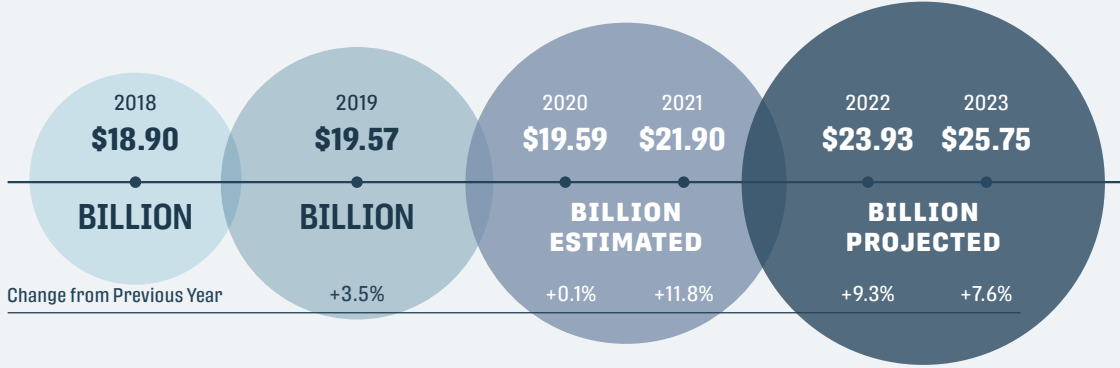 2018 2019 2020 2021 2022 2023
$18.90 $19.57 $19.59 $21.90 $23.93 $25.75
BILLION BILLION BILLION ESTIMATED BILLION PROJECTED
Change from Previous Year +3.5% +0.1% +11.8% +9.3% +7.6%